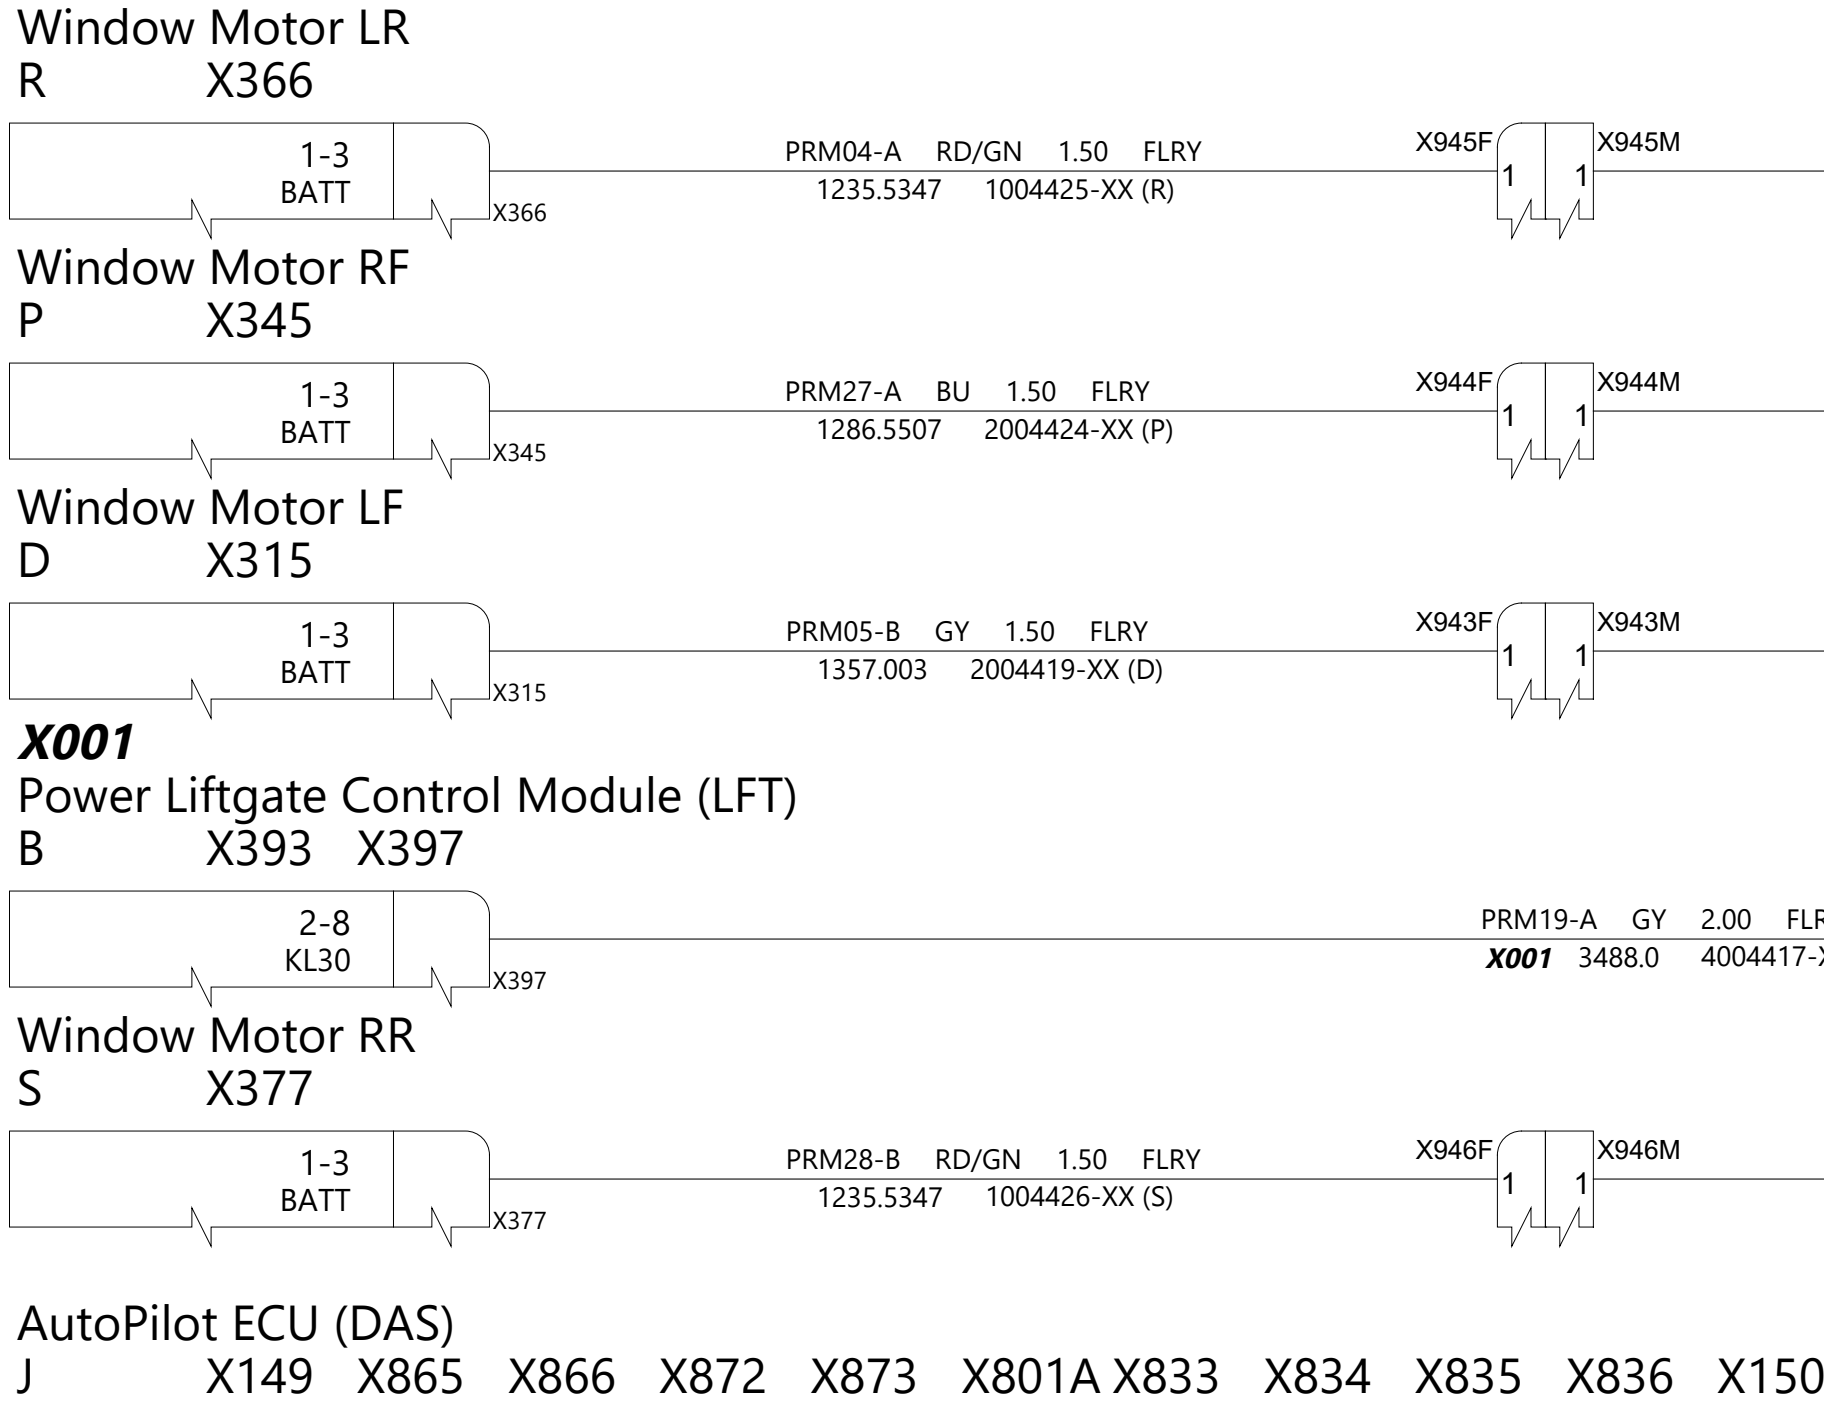 Window Motor LR
R X366
1-3
BATT
X366
PRM04-A RD/GN 1.50 FLRY
1235.5347 1004425-XX (R)
X945F 1 1 X945M
Window Motor RF
P X345
1-3
BATT
X345
PRM27-A BU 1.50 FLRY
1286.5507 2004424-XX (P)
X944F 1 1 X944M
Window Motor LF
D X315
1-3
BATT
X315
PRM05-B GY 1.50 FLRY
1357.003 2004419-XX (D)
X943F 1 1 X943M
X001
Power Liftgate Control Module (LFT)
B X393 X397
2-8
KL30
X397
PRM19-A GY 2.00 FLR
X001 3488.0 4004417-X
Window Motor RR
S X377
1-3
BATT
X377
PRM28-B RD/GN 1.50 FLRY
1235.5347 1004426-XX (S)
X946F 1 1 X946M
AutoPilot ECU (DAS)
J X149 X865 X866 X872 X873 X801A X833 X834 X835 X836 X150